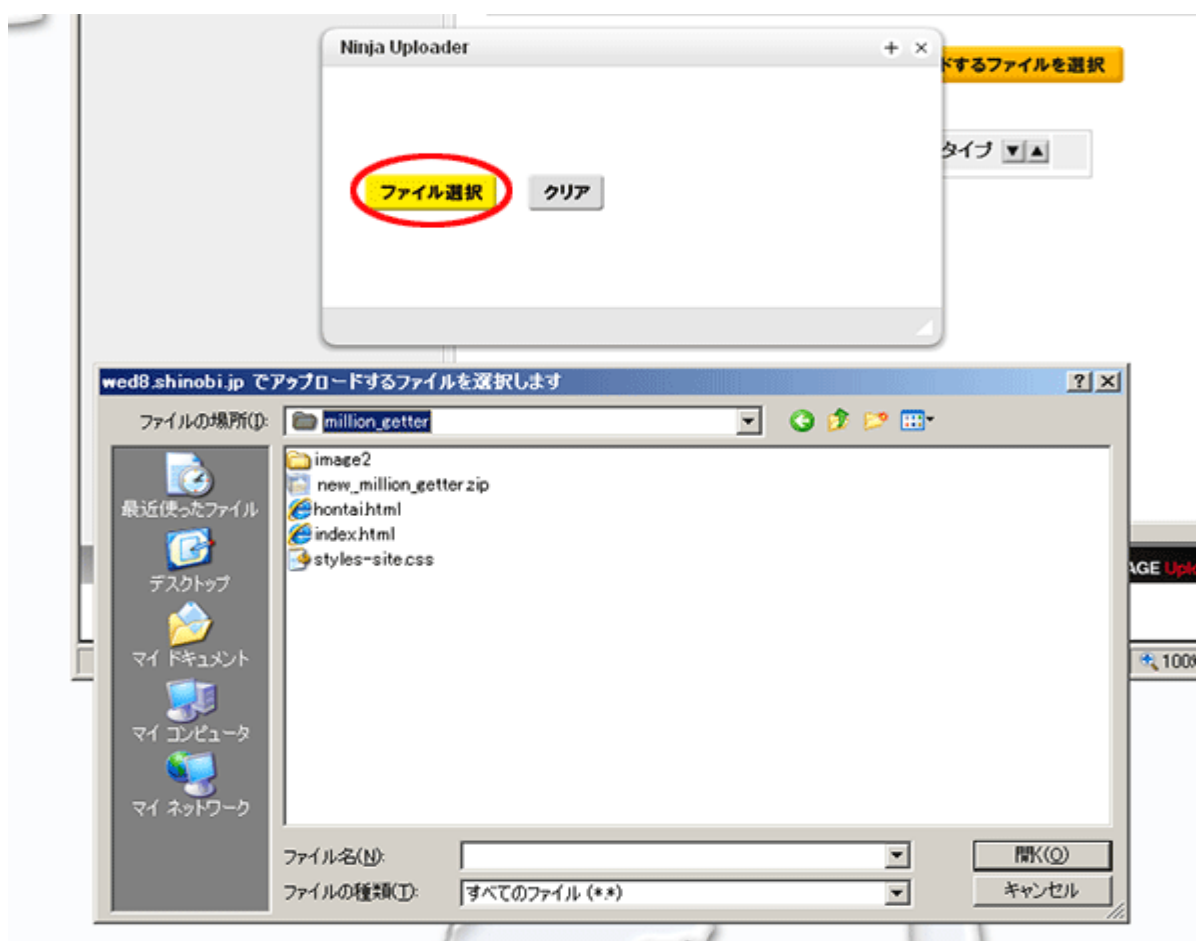 Ninja Uploader
ドするファイルを選択
タイプ ▼▲
ファイル選択 クリア
wed8.shinobi.jp でアップロードするファイルを選択します
ファイルの場所(I): million_getter
image2
new_million_getter.zip
hontai.html
index.html
styles-site.css
最近使ったファイル
デスクトップ
マイ ドキュメント
マイ コンピュータ
マイ ネットワーク
ファイル名(N): 開く(O)
ファイルの種類(T): すべてのファイル (*.*) キャンセル
AGE Uplo
100%